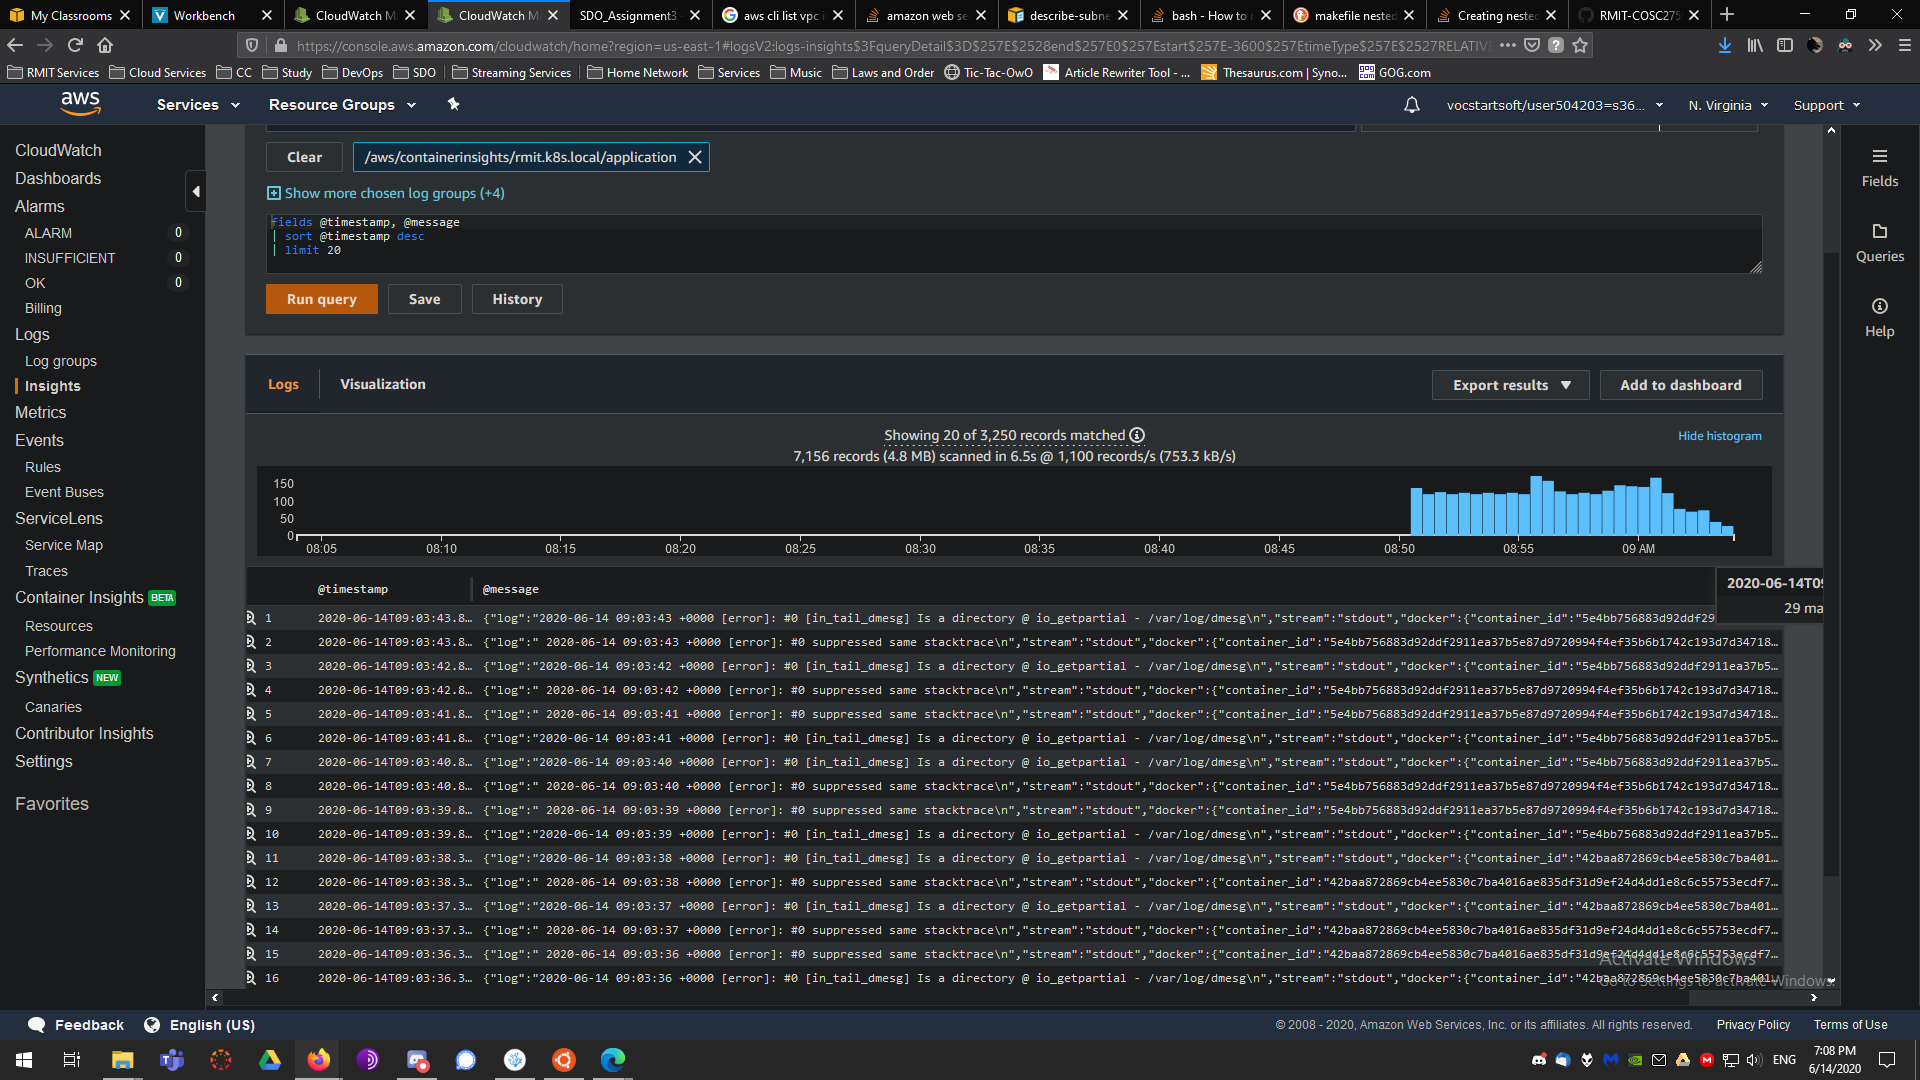 My Classrooms
Workbench
CloudWatch M
CloudWatch M
SDO_Assignment3 -
aws cli list vpc i
amazon web se
describe-subne
bash - How to r
makefile nested
Creating nested
RMIT-COSC275
https://console.aws.amazon.com/cloudwatch/home?region=us-east-1#logsV2:logs-insights$3FqueryDetail$3D$257E$2528end$257E0$257Estart$257E-3600$257EtimeType$257E$2527RELATIVE
RMIT Services
Cloud Services
CC
Study
DevOps
SDO
Streaming Services
Home Network
Services
Music
Laws and Order
Tic-Tac-OwO
Article Rewriter Tool - ...
Thesaurus.com | Syno...
GOG.com
aws
Services
Resource Groups
vocstartsoft/user504203=s36...
N. Virginia
Support
CloudWatch
Dashboards
Alarms
ALARM 0
INSUFFICIENT 0
OK 0
Billing
Logs
Log groups
Insights
Metrics
Events
Rules
Event Buses
ServiceLens
Service Map
Traces
Container Insights BETA
Resources
Performance Monitoring
Synthetics NEW
Canaries
Contributor Insights
Settings
Favorites
Clear
/aws/containerinsights/rmit.k8s.local/application
Show more chosen log groups (+4)
fields @timestamp, @message
| sort @timestamp desc
| limit 20
Run query
Save
History
Fields
Queries
Help
Logs
Visualization
Export results
Add to dashboard
Showing 20 of 3,250 records matched
Hide histogram
7,156 records (4.8 MB) scanned in 6.5s @ 1,100 records/s (753.3 kB/s)
150
100
50
0
08:05 08:10 08:15 08:20 08:25 08:30 08:35 08:40 08:45 08:50 08:55 09 AM
@timestamp @message
2020-06-14T09
29 ma
1 2020-06-14T09:03:43.8... {"log":"2020-06-14 09:03:43 +0000 [error]: #0 [in_tail_dmesg] Is a directory @ io_getpartial - /var/log/dmesg\n","stream":"stdout","docker":{"container_id":"5e4bb756883d92ddf29
2 2020-06-14T09:03:43.8... {"log":" 2020-06-14 09:03:43 +0000 [error]: #0 suppressed same stacktrace\n","stream":"stdout","docker":{"container_id":"5e4bb756883d92ddf2911ea37b5e87d9720994f4ef35b6b1742c193d7d34718...
3 2020-06-14T09:03:42.8... {"log":"2020-06-14 09:03:42 +0000 [error]: #0 [in_tail_dmesg] Is a directory @ io_getpartial - /var/log/dmesg\n","stream":"stdout","docker":{"container_id":"5e4bb756883d92ddf2911ea37b5...
4 2020-06-14T09:03:42.8... {"log":" 2020-06-14 09:03:42 +0000 [error]: #0 suppressed same stacktrace\n","stream":"stdout","docker":{"container_id":"5e4bb756883d92ddf2911ea37b5e87d9720994f4ef35b6b1742c193d7d34718...
5 2020-06-14T09:03:41.8... {"log":" 2020-06-14 09:03:41 +0000 [error]: #0 suppressed same stacktrace\n","stream":"stdout","docker":{"container_id":"5e4bb756883d92ddf2911ea37b5e87d9720994f4ef35b6b1742c193d7d34718...
6 2020-06-14T09:03:41.8... {"log":"2020-06-14 09:03:41 +0000 [error]: #0 [in_tail_dmesg] Is a directory @ io_getpartial - /var/log/dmesg\n","stream":"stdout","docker":{"container_id":"5e4bb756883d92ddf2911ea37b5...
7 2020-06-14T09:03:40.8... {"log":"2020-06-14 09:03:40 +0000 [error]: #0 [in_tail_dmesg] Is a directory @ io_getpartial - /var/log/dmesg\n","stream":"stdout","docker":{"container_id":"5e4bb756883d92ddf2911ea37b5...
8 2020-06-14T09:03:40.8... {"log":" 2020-06-14 09:03:40 +0000 [error]: #0 suppressed same stacktrace\n","stream":"stdout","docker":{"container_id":"5e4bb756883d92ddf2911ea37b5e87d9720994f4ef35b6b1742c193d7d34718...
9 2020-06-14T09:03:39.8... {"log":" 2020-06-14 09:03:39 +0000 [error]: #0 suppressed same stacktrace\n","stream":"stdout","docker":{"container_id":"5e4bb756883d92ddf2911ea37b5e87d9720994f4ef35b6b1742c193d7d34718...
10 2020-06-14T09:03:39.8... {"log":"2020-06-14 09:03:39 +0000 [error]: #0 [in_tail_dmesg] Is a directory @ io_getpartial - /var/log/dmesg\n","stream":"stdout","docker":{"container_id":"5e4bb756883d92ddf2911ea37b5...
11 2020-06-14T09:03:38.3... {"log":"2020-06-14 09:03:38 +0000 [error]: #0 [in_tail_dmesg] Is a directory @ io_getpartial - /var/log/dmesg\n","stream":"stdout","docker":{"container_id":"42baa872869cb4ee5830c7ba401...
12 2020-06-14T09:03:38.3... {"log":" 2020-06-14 09:03:38 +0000 [error]: #0 suppressed same stacktrace\n","stream":"stdout","docker":{"container_id":"42baa872869cb4ee5830c7ba4016ae835df31d9ef24d4dd1e8c6c55753ecdf7...
13 2020-06-14T09:03:37.3... {"log":"2020-06-14 09:03:37 +0000 [error]: #0 [in_tail_dmesg] Is a directory @ io_getpartial - /var/log/dmesg\n","stream":"stdout","docker":{"container_id":"42baa872869cb4ee5830c7ba401...
14 2020-06-14T09:03:37.3... {"log":" 2020-06-14 09:03:37 +0000 [error]: #0 suppressed same stacktrace\n","stream":"stdout","docker":{"container_id":"42baa872869cb4ee5830c7ba4016ae835df31d9ef24d4dd1e8c6c55753ecdf7...
15 2020-06-14T09:03:36.3... {"log":" 2020-06-14 09:03:36 +0000 [error]: #0 suppressed same stacktrace\n","stream":"stdout","docker":{"container_id":"42baa872869cb4ee5830c7ba4016ae835df31d9ef24d4dd1e8c6c55753ecdf7...
16 2020-06-14T09:03:36.3... {"log":"2020-06-14 09:03:36 +0000 [error]: #0 [in_tail_dmesg] Is a directory @ io_getpartial - /var/log/dmesg\n","stream":"stdout","docker":{"container_id":"42baa872869cb4ee5830c7ba401...
Activate Windows
Go to Settings to activate Windows.
Feedback
English (US)
© 2008 - 2020, Amazon Web Services, Inc. or its affiliates. All rights reserved.
Privacy Policy
Terms of Use
ENG
7:08 PM
6/14/2020